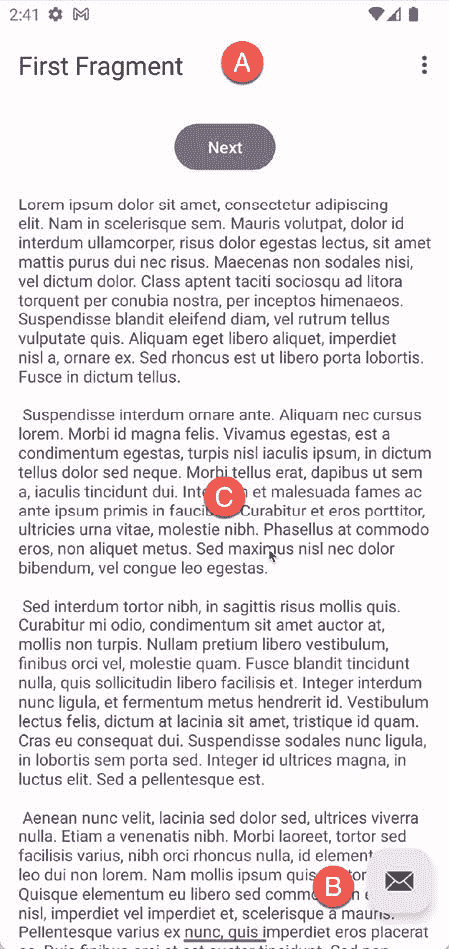 2:41
First Fragment
A
Next
Lorem ipsum dolor sit amet, consectetur adipiscing
elit. Nam in scelerisque sem. Mauris volutpat, dolor id
interdum ullamcorper, risus dolor egestas lectus, sit amet
mattis purus dui nec risus. Maecenas non sodales nisi,
vel dictum dolor. Class aptent taciti sociosqu ad litora
torquent per conubia nostra, per inceptos himenaeos.
Suspendisse blandit eleifend diam, vel rutrum tellus
vulputate quis. Aliquam eget libero aliquet, imperdiet
nisl a, ornare ex. Sed rhoncus est ut libero porta lobortis.
Fusce in dictum tellus.
Suspendisse interdum ornare ante. Aliquam nec cursus
lorem. Morbi id magna felis. Vivamus egestas, est a
condimentum egestas, turpis nisl iaculis ipsum, in dictum
tellus dolor sed neque. Morbi tellus erat, dapibus ut sem
a, iaculis tincidunt dui. C et malesuada fames ac
ante ipsum primis in Curabitur et eros porttitor,
ultricies urna vitae, molestie nibh. Phasellus at commodo
eros, non aliquet metus. Sed maximus nisl nec dolor
bibendum, vel congue leo egestas.
Sed interdum tortor nibh, in sagittis risus mollis quis.
Curabitur mi odio, condimentum sit amet auctor at,
mollis non turpis. Nullam pretium libero vestibulum,
finibus orci vel, molestie quam. Fusce blandit tincidunt
nulla, quis sollicitudin libero facilisis et. Integer interdum
nunc ligula, et fermentum metus hendrerit id. Vestibulum
lectus felis, dictum at lacinia sit amet, tristique id quam.
Cras eu consequat dui. Suspendisse sodales nunc ligula,
in lobortis sem porta sed. Integer id ultrices magna, in
luctus elit. Sed a pellentesque est.
Aenean nunc velit, lacinia sed dolor sed, ultrices viverra
nulla. Etiam a venenatis nibh. Morbi laoreet, tortor sed
facilisis varius, nibh orci rhoncus nulla, id element
leo dui non lorem. Nam mollis ipsum quis
Quisque elementum eu libero sed B
nisl, imperdiet vel imperdiet et, scelerisque a mauris.
Pellentesque varius ex nunc, quis imperdiet eros placerat